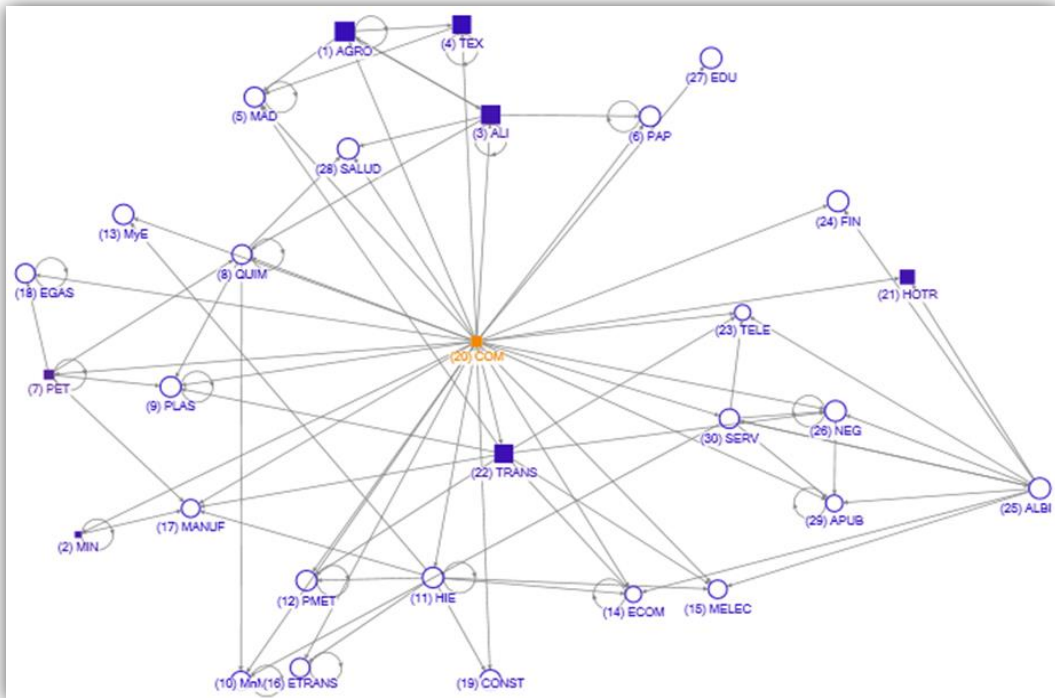 (1) AGRO
(4) TEX
(27) EDU
(5) MAD
(3) ALI
(6) PAP
(28) SALUD
(24) FIN
(13) MyE
(8) QUIM
(18) EGAS
(21) HOTR
(23) TELE
(20) COM
(7) PET
(9) PLAS
(30) SERV
(26) NEG
(22) TRANS
(25) ALBI
(17) MANUF
(29) APUB
(2) MIN
(12) PMET
(11) HIE
(14) ECOM
(15) MELEC
(10)
(16) ETRANS
(19) CONST